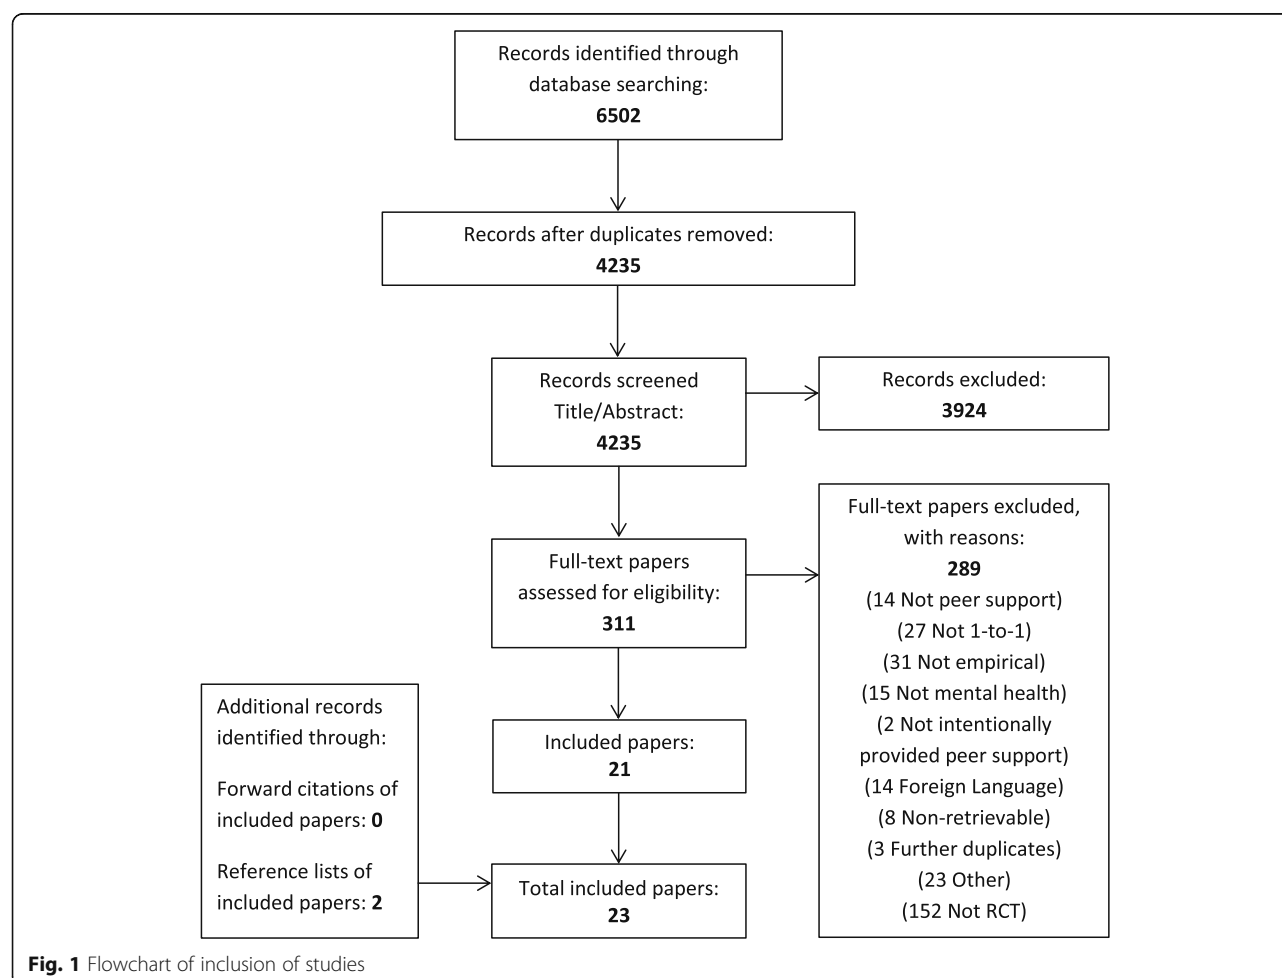 Records identified through
database searching:
6502
Records after duplicates removed:
4235
Records screened
Title/Abstract:
4235
Records excluded:
3924
Full-text papers
assessed for eligibility:
311
Full-text papers excluded,
with reasons:
289
(14 Not peer support)
(27 Not 1-to-1)
(31 Not empirical)
(15 Not mental health)
(2 Not intentionally
provided peer support)
(14 Foreign Language)
(8 Non-retrievable)
(3 Further duplicates)
(23 Other)
(152 Not RCT)
Included papers:
21
Additional records
identified through:
Forward citations of
included papers: 0
Reference lists of
included papers: 2
Total included papers:
23
Fig. 1 Flowchart of inclusion of studies